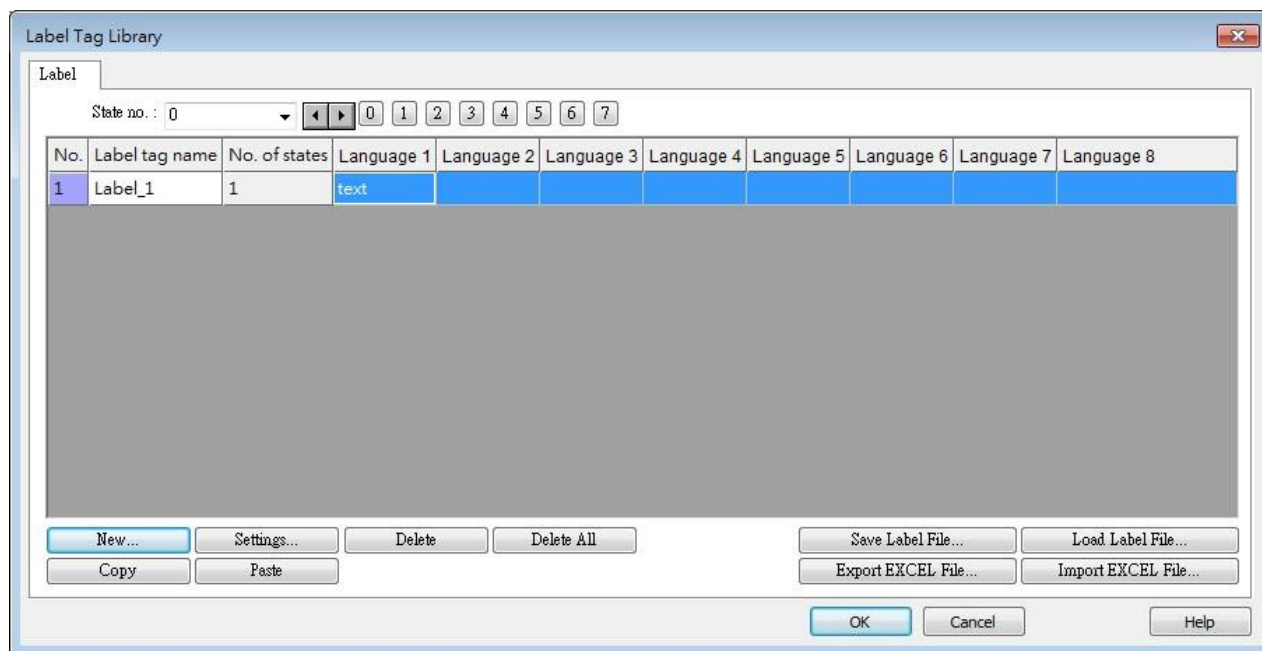 Label Tag Library
Label
State no. : 0 0 1 2 3 4 5 6 7
No. Label tag name No. of states Language 1 Language 2 Language 3 Language 4 Language 5 Language 6 Language 7 Language 8
1 Label_1 1 text
New... Settings... Delete Delete All Save Label File... Load Label File...
Copy Paste Export EXCEL File... Import EXCEL File...
OK Cancel Help